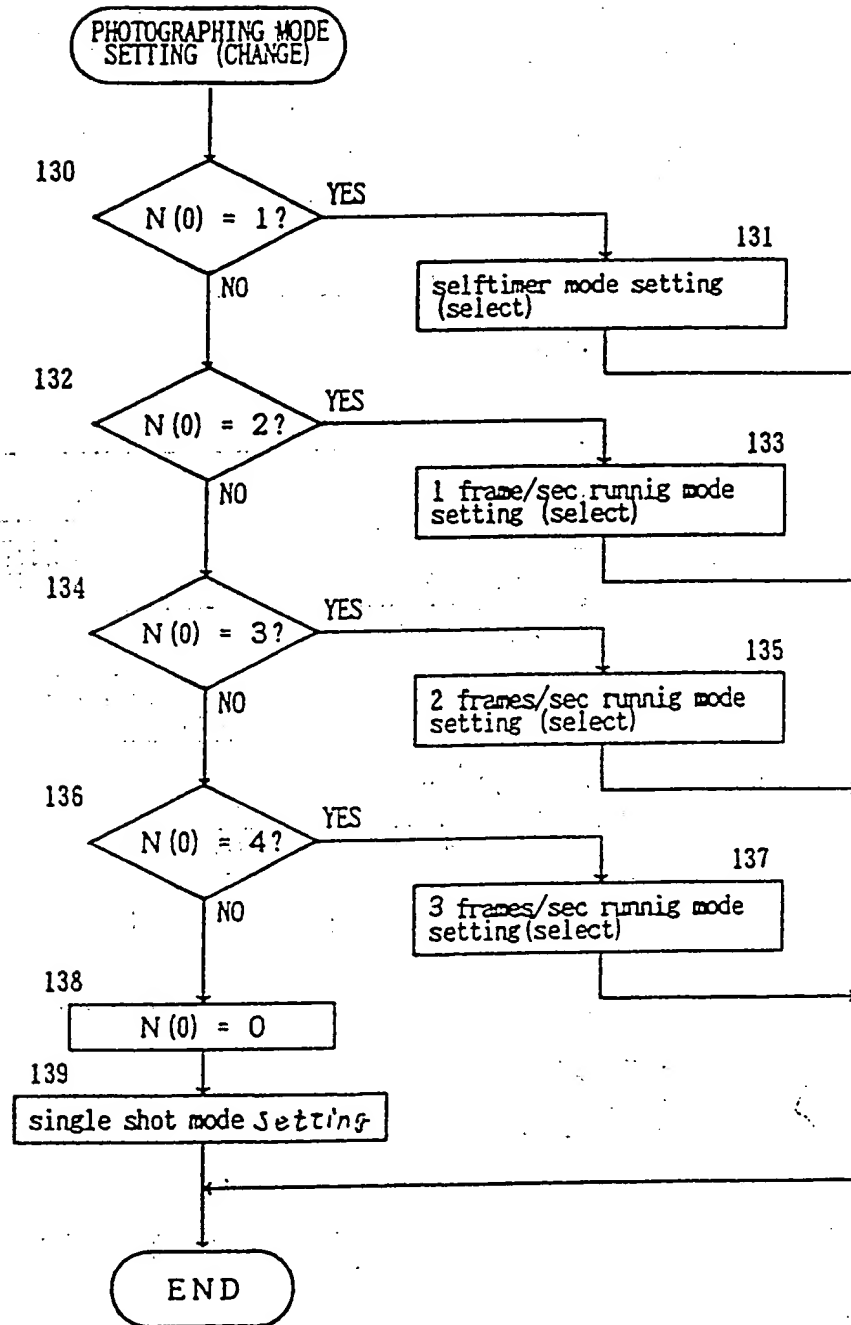 PHOTOGRAPHING MODE
SETTING (CHANGE)
130
N(0) = 1?
YES
NO
131
selftimer mode setting
(select)
132
N(0) = 2?
YES
NO
133
1 frame/sec runnig mode
setting (select)
134
N(0) = 3?
YES
NO
135
2 frames/sec runnig mode
setting (select)
136
N(0) = 4?
YES
NO
137
3 frames/sec runnig mode
setting(select)
138
N(0) = 0
139
single shot mode setting
END